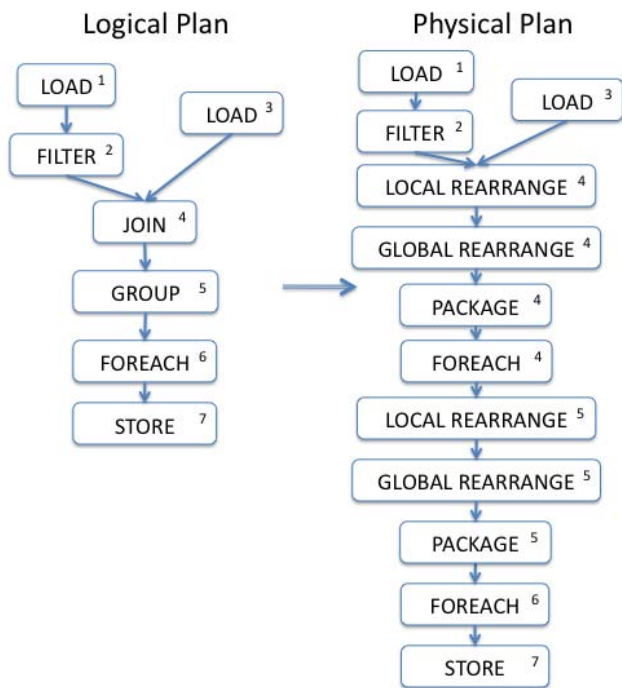 Logical Plan
LOAD 1
LOAD 3
FILTER 2
JOIN 4
GROUP 5
FOREACH 6
STORE 7
Physical Plan
LOAD 1
LOAD 3
FILTER 2
LOCAL REARRANGE 4
GLOBAL REARRANGE 4
PACKAGE 4
FOREACH 4
LOCAL REARRANGE 5
GLOBAL REARRANGE 5
PACKAGE 5
FOREACH 6
STORE 7